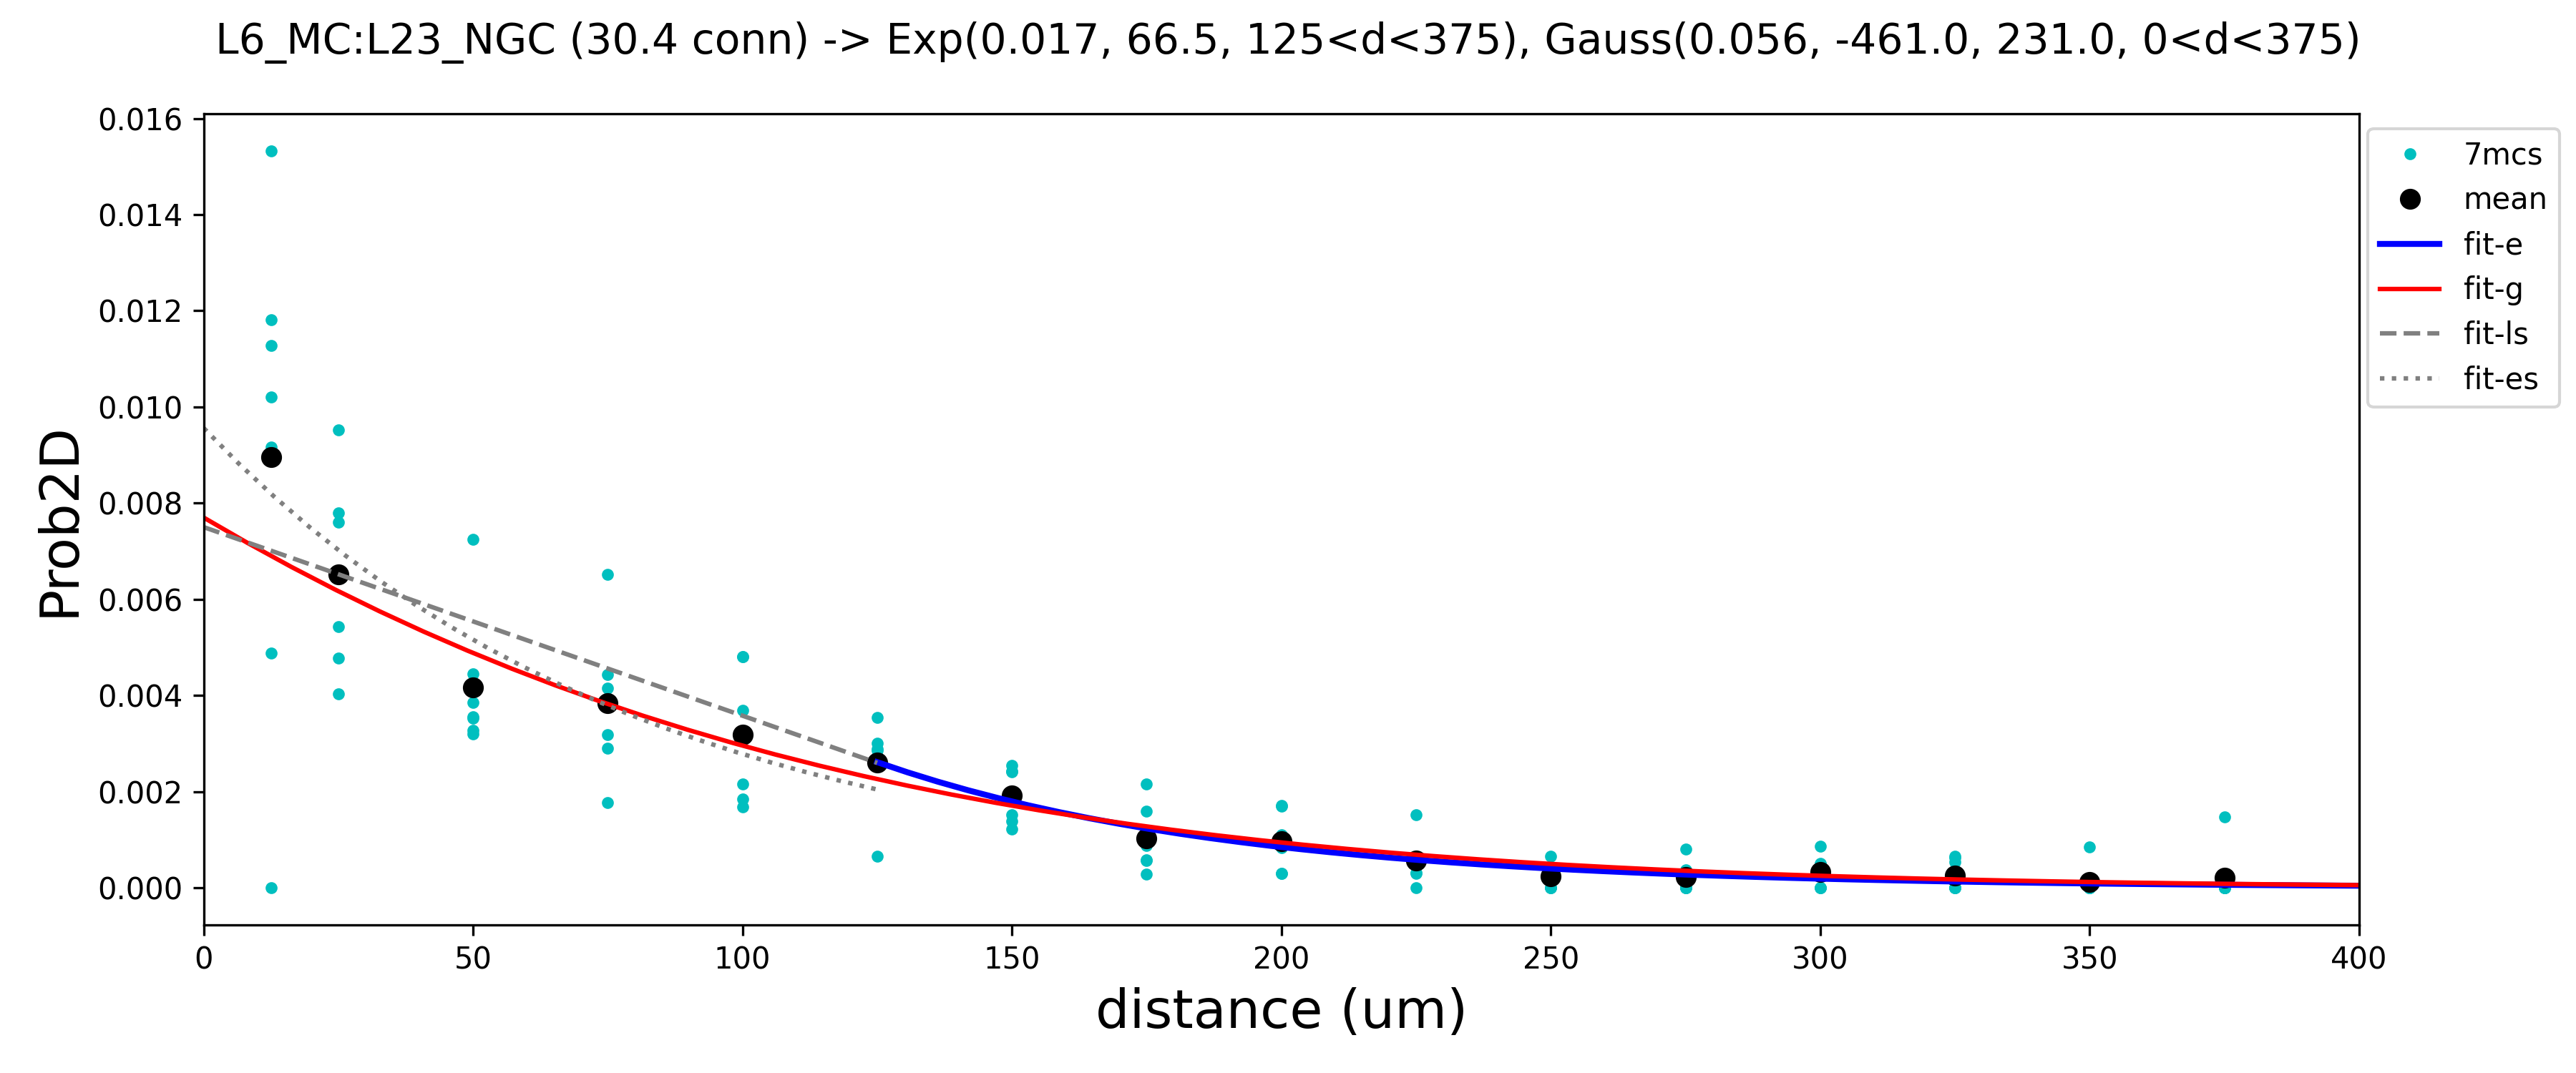 L6_MC:L23_NGC (30.4 conn) -> Exp(0.017, 66.5, 125<d<375), Gauss(0.056, -461.0, 231.0, 0<d<375)
0.016
0.014
0.012
0.010
0.008
0.006
0.004
0.002
0.000
Prob2D
0 50 100 150 200 250 300 350 400
distance (um)
7mcs
mean
fit-e
fit-g
fit-ls
fit-es